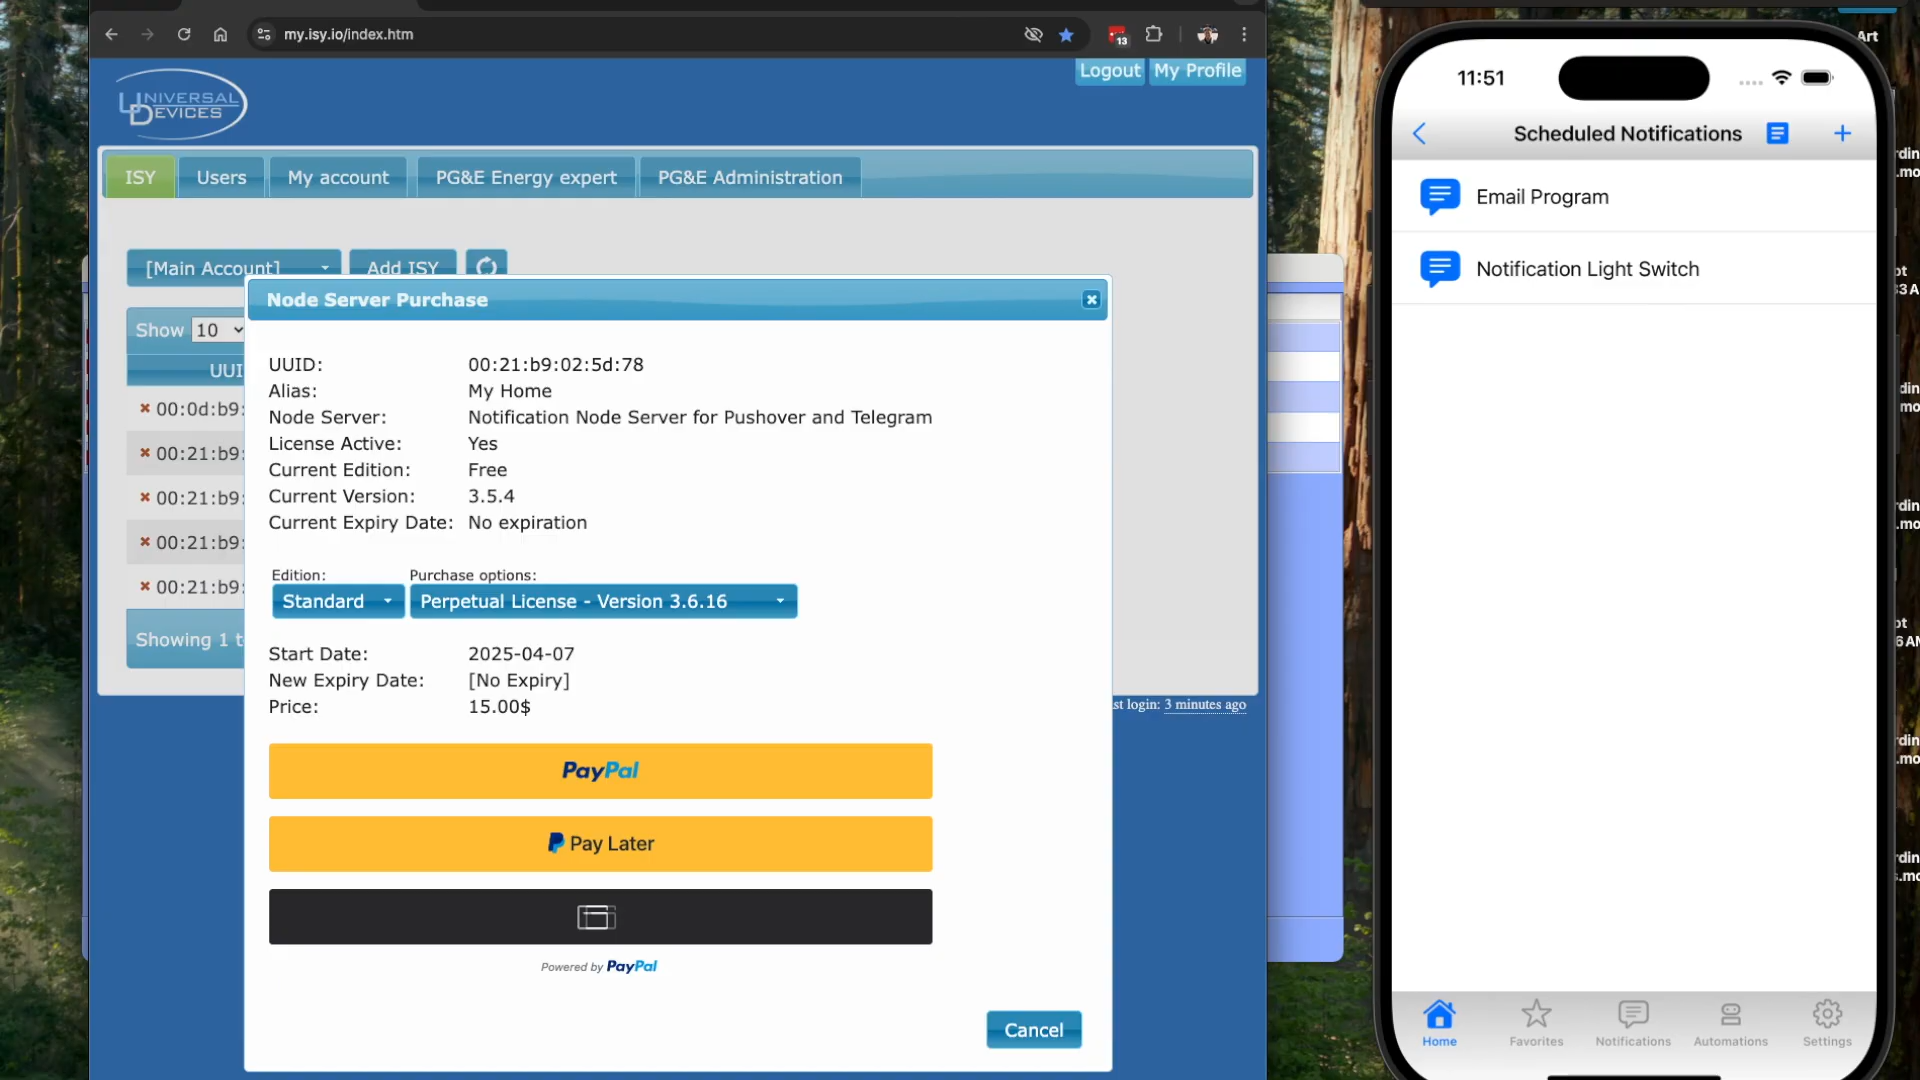 my.isy.io/index.htm
13
Logout My Profile
UNIVERSAL
DEVICES
ISY Users My account PG&E Energy expert PG&E Administration
[Main Account] Add ISY
Node Server Purchase
Show 10
UUID: 00:21:b9:02:5d:78
Alias: My Home
Node Server: Notification Node Server for Pushover and Telegram
License Active: Yes
Current Edition: Free
Current Version: 3.5.4
Current Expiry Date: No expiration
00:0d:b9:
00:21:b9:
00:21:b9:
00:21:b9:
00:21:b9:
Showing 1
Edition: Purchase options:
Standard Perpetual License - Version 3.6.16
Start Date: 2025-04-07
New Expiry Date: [No Expiry]
Price: 15.00$
st login: 3 minutes ago
PayPal
Pay Later
Powered by PayPal
Cancel
11:51
Scheduled Notifications
Email Program
Notification Light Switch
Home Favorites Notifications Automations Settings
Art